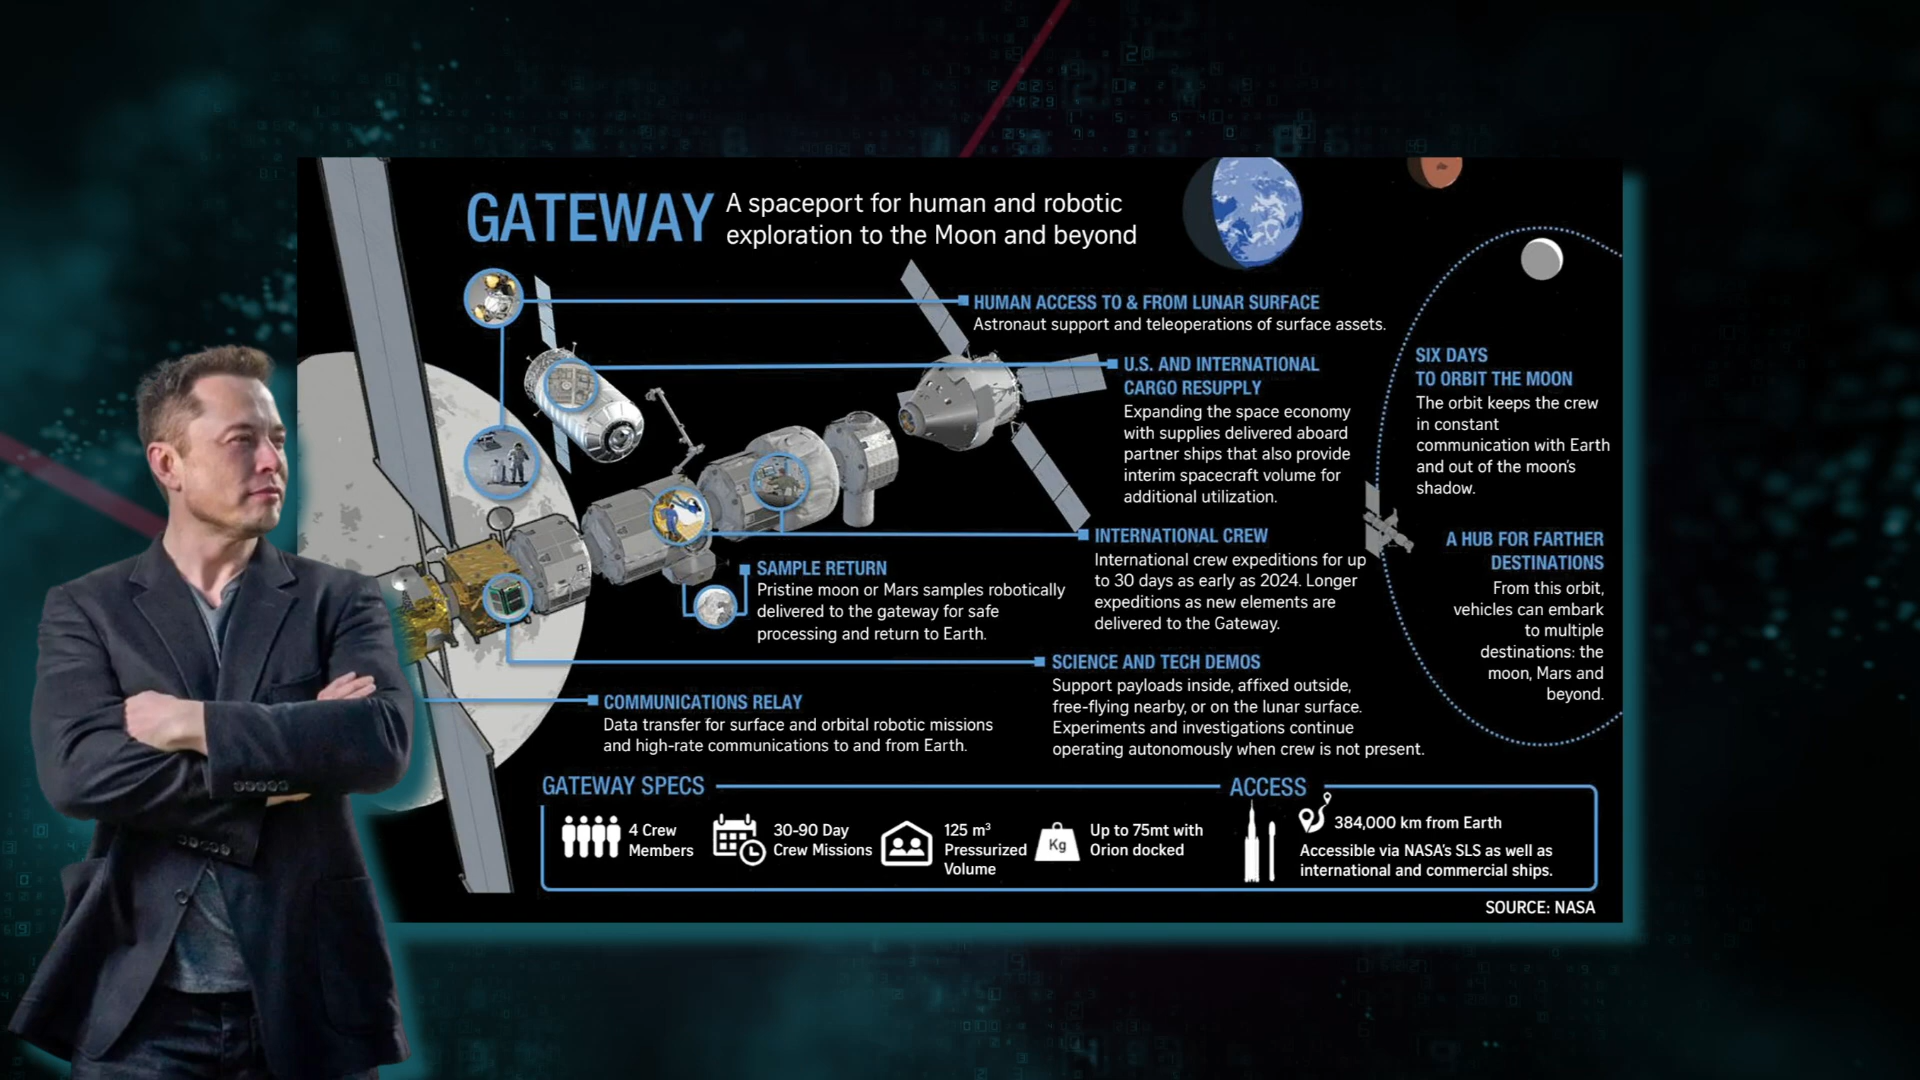 GATEWAY
A spaceport for human and robotic
exploration to the Moon and beyond
HUMAN ACCESS TO & FROM LUNAR SURFACE
Astronaut support and teleoperations of surface assets.
U.S. AND INTERNATIONAL
CARGO RESUPPLY
Expanding the space economy
with supplies delivered aboard
partner ships that also provide
interim spacecraft volume for
additional utilization.
SIX DAYS
TO ORBIT THE MOON
The orbit keeps the crew
in constant
communication with Earth
and out of the moon's
shadow.
INTERNATIONAL CREW
International crew expeditions for up
to 30 days as early as 2024. Longer
expeditions as new elements are
delivered to the Gateway.
A HUB FOR FARTHER
DESTINATIONS
From this orbit,
vehicles can embark
to multiple
destinations: the
moon, Mars and
beyond.
SAMPLE RETURN
Pristine moon or Mars samples robotically
delivered to the gateway for safe
processing and return to Earth.
SCIENCE AND TECH DEMOS
Support payloads inside, affixed outside,
free-flying nearby, or on the lunar surface.
Experiments and investigations continue
operating autonomously when crew is not present.
COMMUNICATIONS RELAY
Data transfer for surface and orbital robotic missions
and high-rate communications to and from Earth.
GATEWAY SPECS
4 Crew
Members
30-90 Day
Crew Missions
125 m³
Pressurized
Volume
Kg
Up to 75mt with
Orion docked
ACCESS
384,000 km from Earth
Accessible via NASA's SLS as well as
international and commercial ships.
SOURCE: NASA